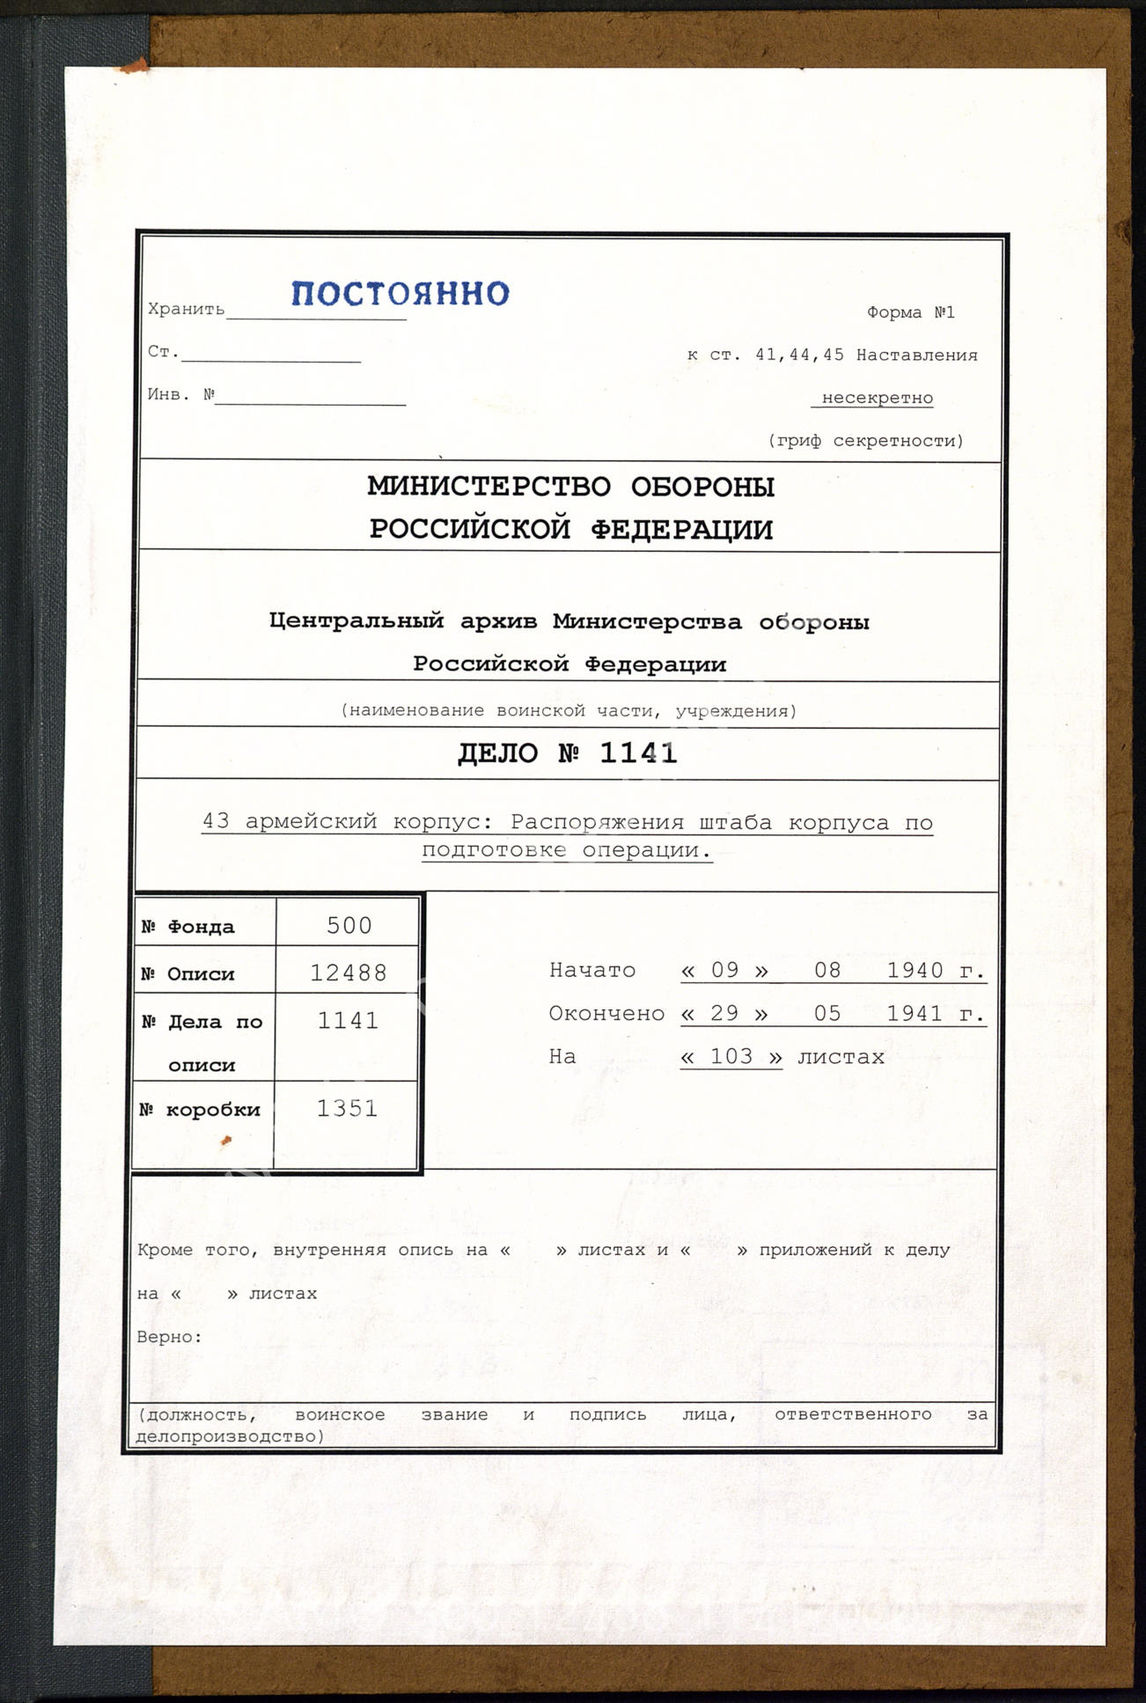 Хранить ПОСТОЯННО
Форма №1
Ст.
к ст. 41,44,45 Наставления
Инв. №
несекретно
(гриф секретности)
МИНИСТЕРСТВО ОБОРОНЫ
РОССИЙСКОЙ ФЕДЕРАЦИИ
Центральный архив Министерства обороны
Российской Федерации
(наименование воинской части, учреждения)
ДЕЛО № 1141
43 армейский корпус: Распоряжения штаба корпуса по
подготовке операции.
№ Фонда 500
№ Описи 12488
№ Дела по 1141
описи
№ коробки 1351
Начато « 09 » 08 1940 г.
Окончено « 29 » 05 1941 г.
На « 103 » листах
Кроме того, внутренняя опись на « » листах и « » приложений к делу
на « » листах
Верно:
(должность, воинское звание и подпись лица, ответственного за
делопроизводство)